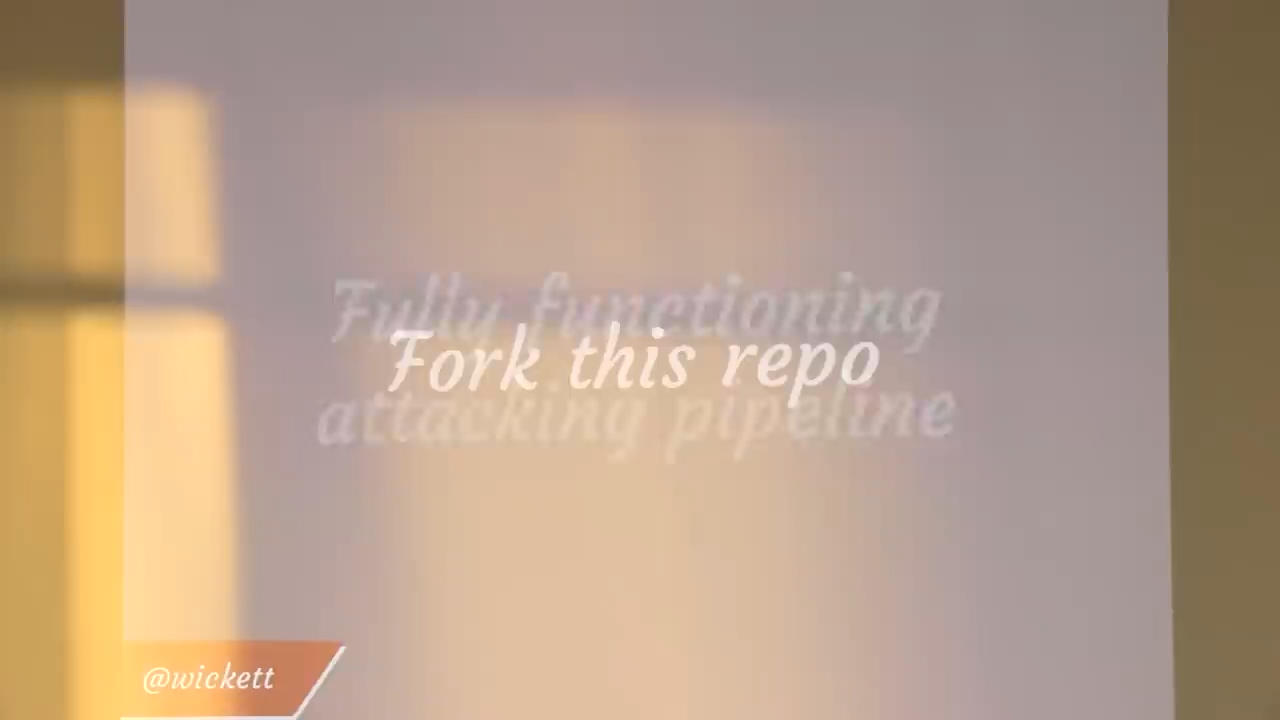 Fully functioning
Fork this repo
attacking pipeline
@wickett